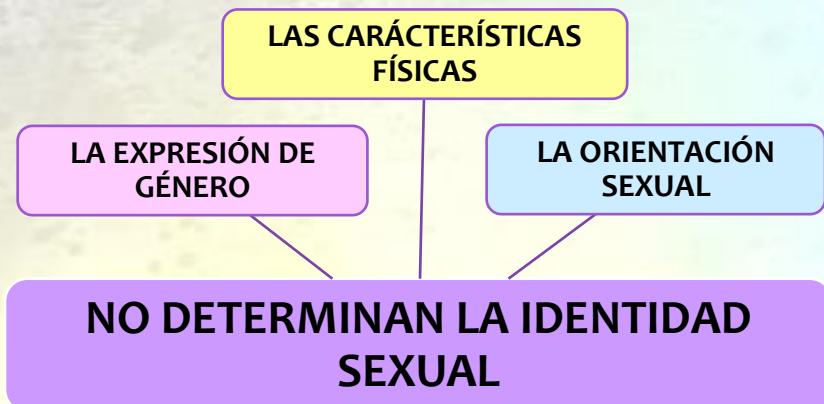 LAS CARÁCTERÍSTICAS
FÍSICAS
LA EXPRESIÓN DE
GÉNERO
LA ORIENTACIÓN
SEXUAL
NO DETERMINAN LA IDENTIDAD
SEXUAL